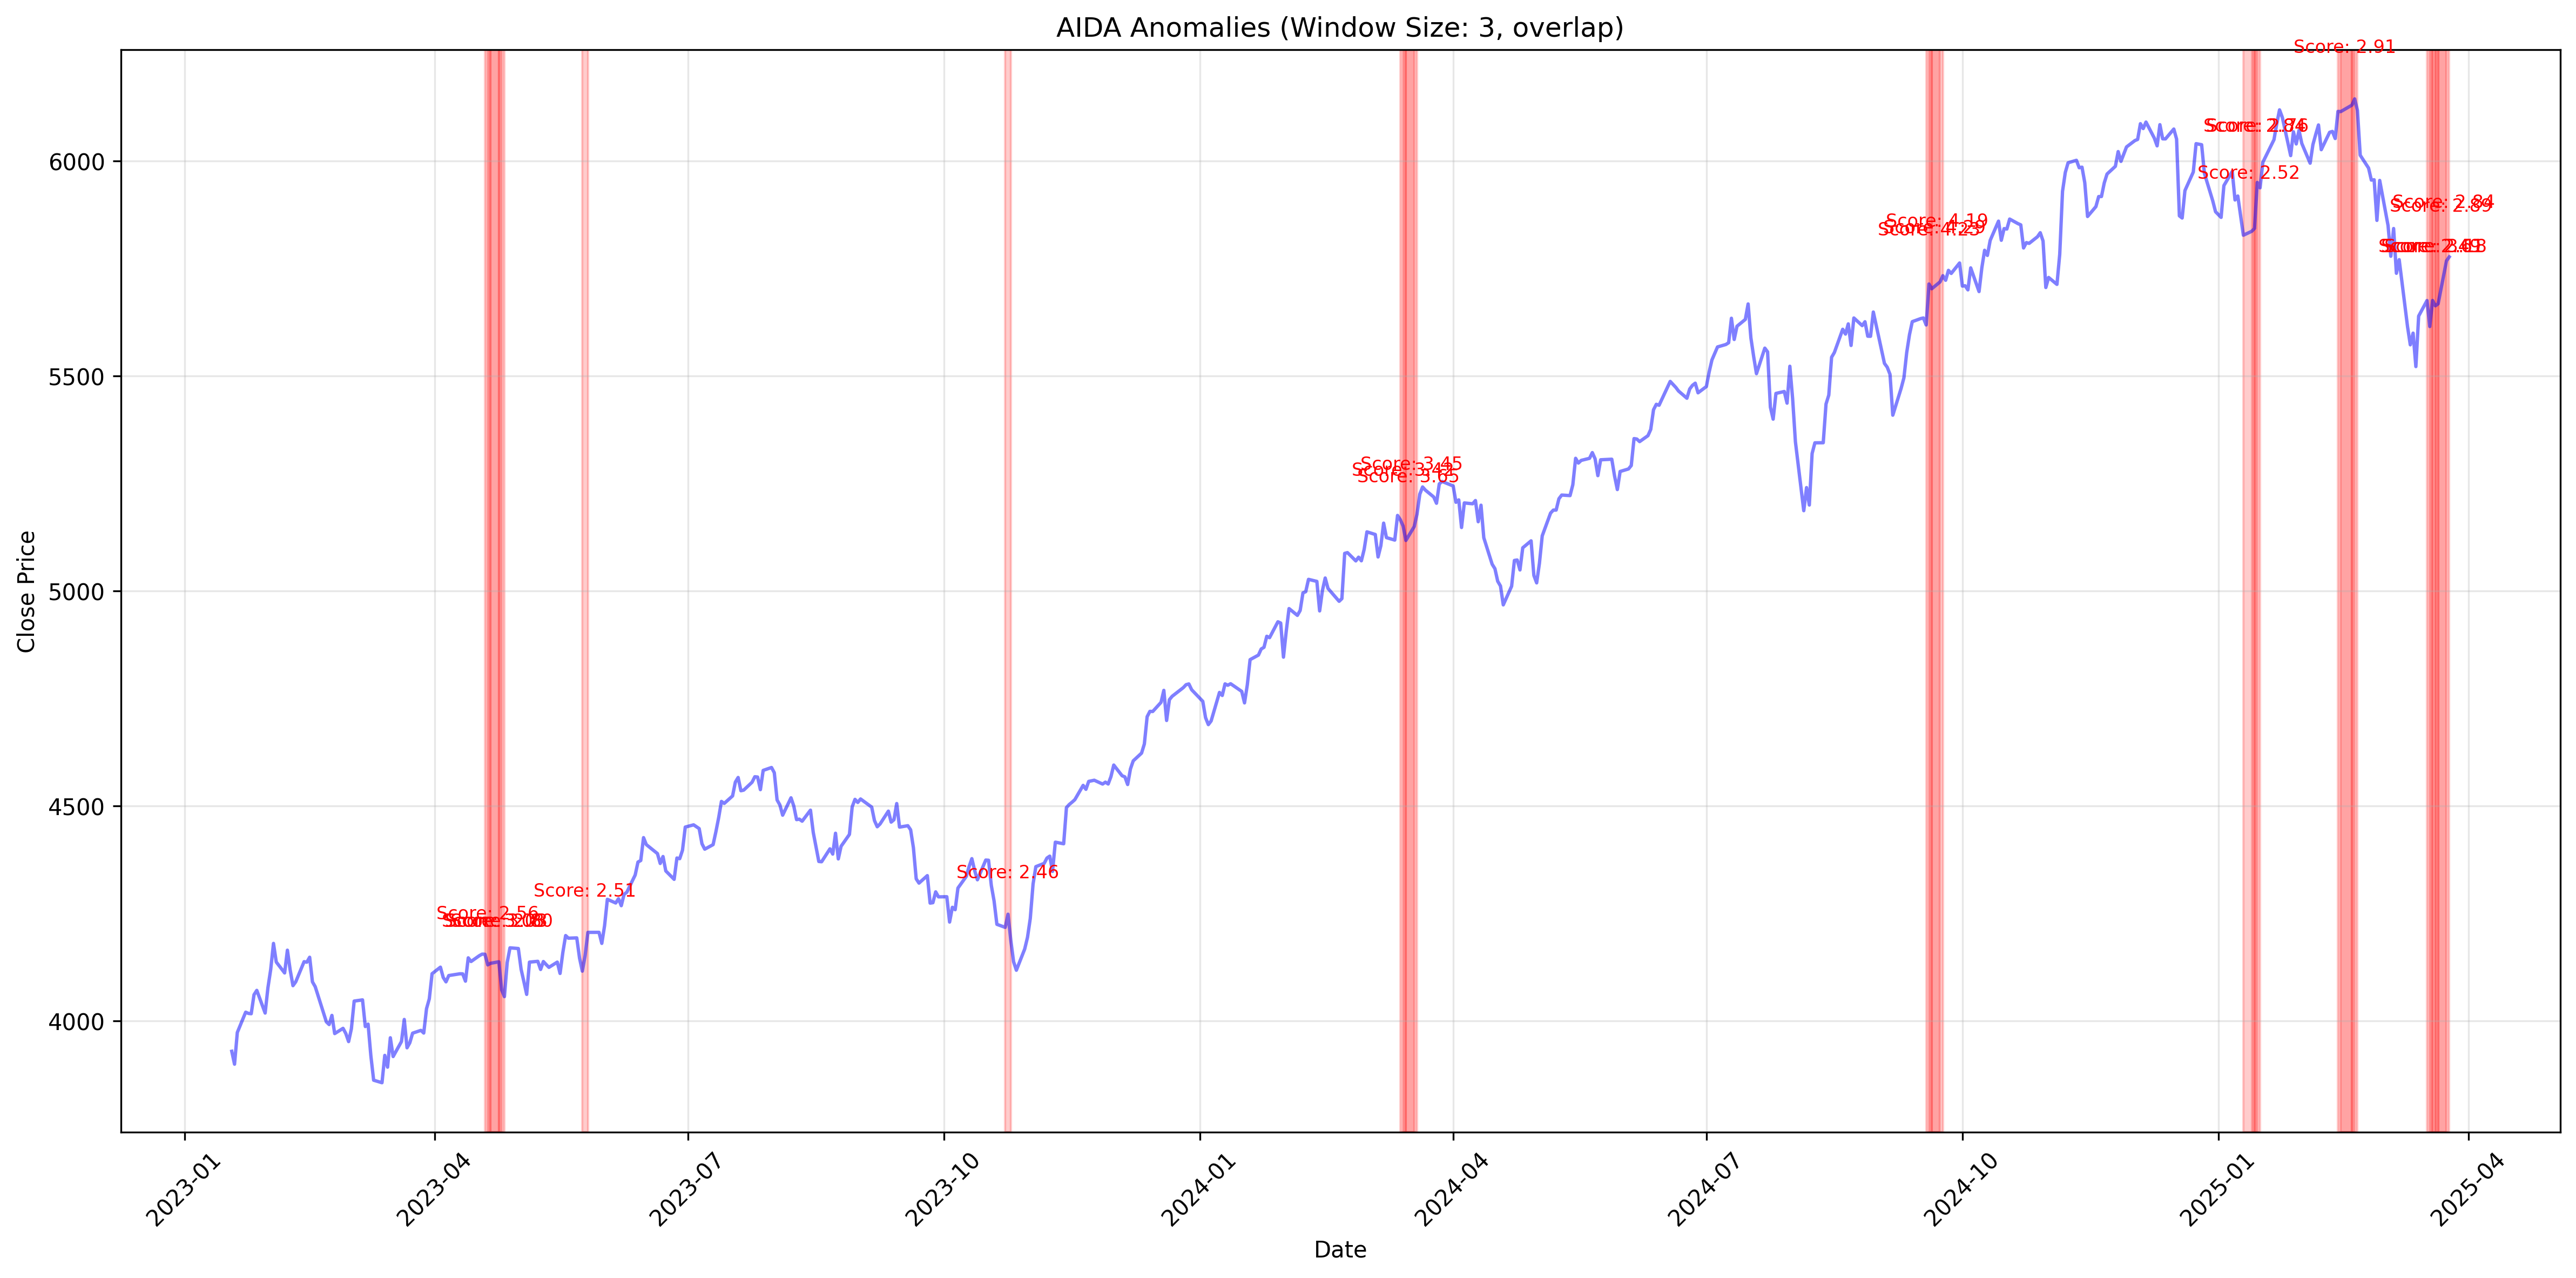 AIDA Anomalies (Window Size: 3, overlap)
Score: 2.91
Score: 2.52
Score: 2.84
Score: 2.89
Score: 4.19
Score: 4.23
Score: 3.45
Score: 3.65
Score: 2.46
Score: 2.51
Score: 2.56
6000
5500
5000
4500
4000
Close Price
2023-01
2023-04
2023-07
2023-10
2024-01
2024-04
2024-07
2024-10
2025-01
2025-04
Date